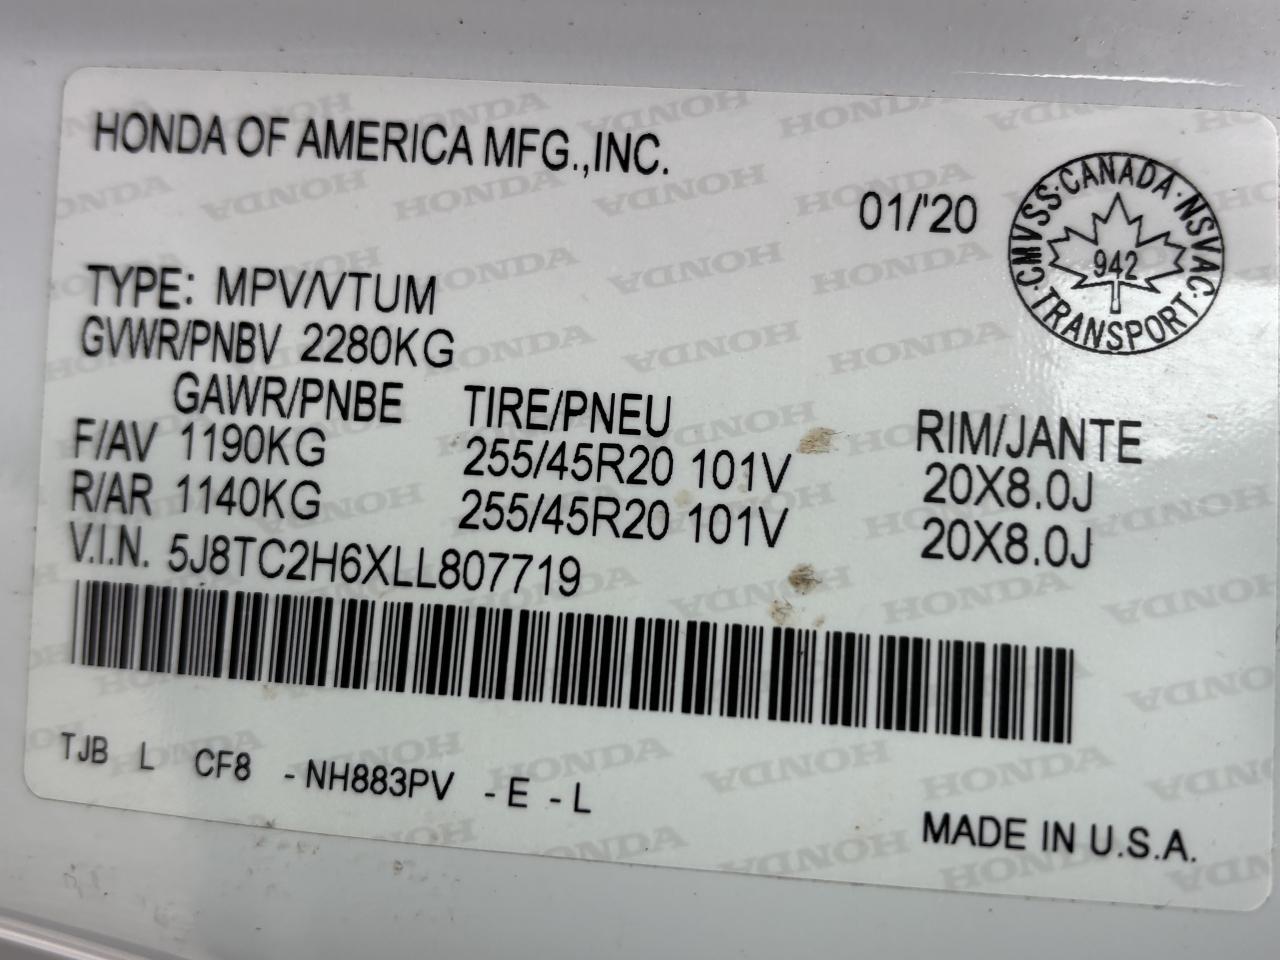 HONDA OF AMERICA MFG.,INC.
01/'20
CMVSS·CANADA·NSVAC·TRANSPORT·
942
TYPE: MPV/VTUM
GVWR/PNBV 2280KG
GAWR/PNBE TIRE/PNEU RIM/JANTE
F/AV 1190KG 255/45R20 101V 20X8.0J
R/AR 1140KG 255/45R20 101V 20X8.0J
V.I.N. 5J8TC2H6XLL807719
TJB L CF8 -NH883PV -E -L
MADE IN U.S.A.